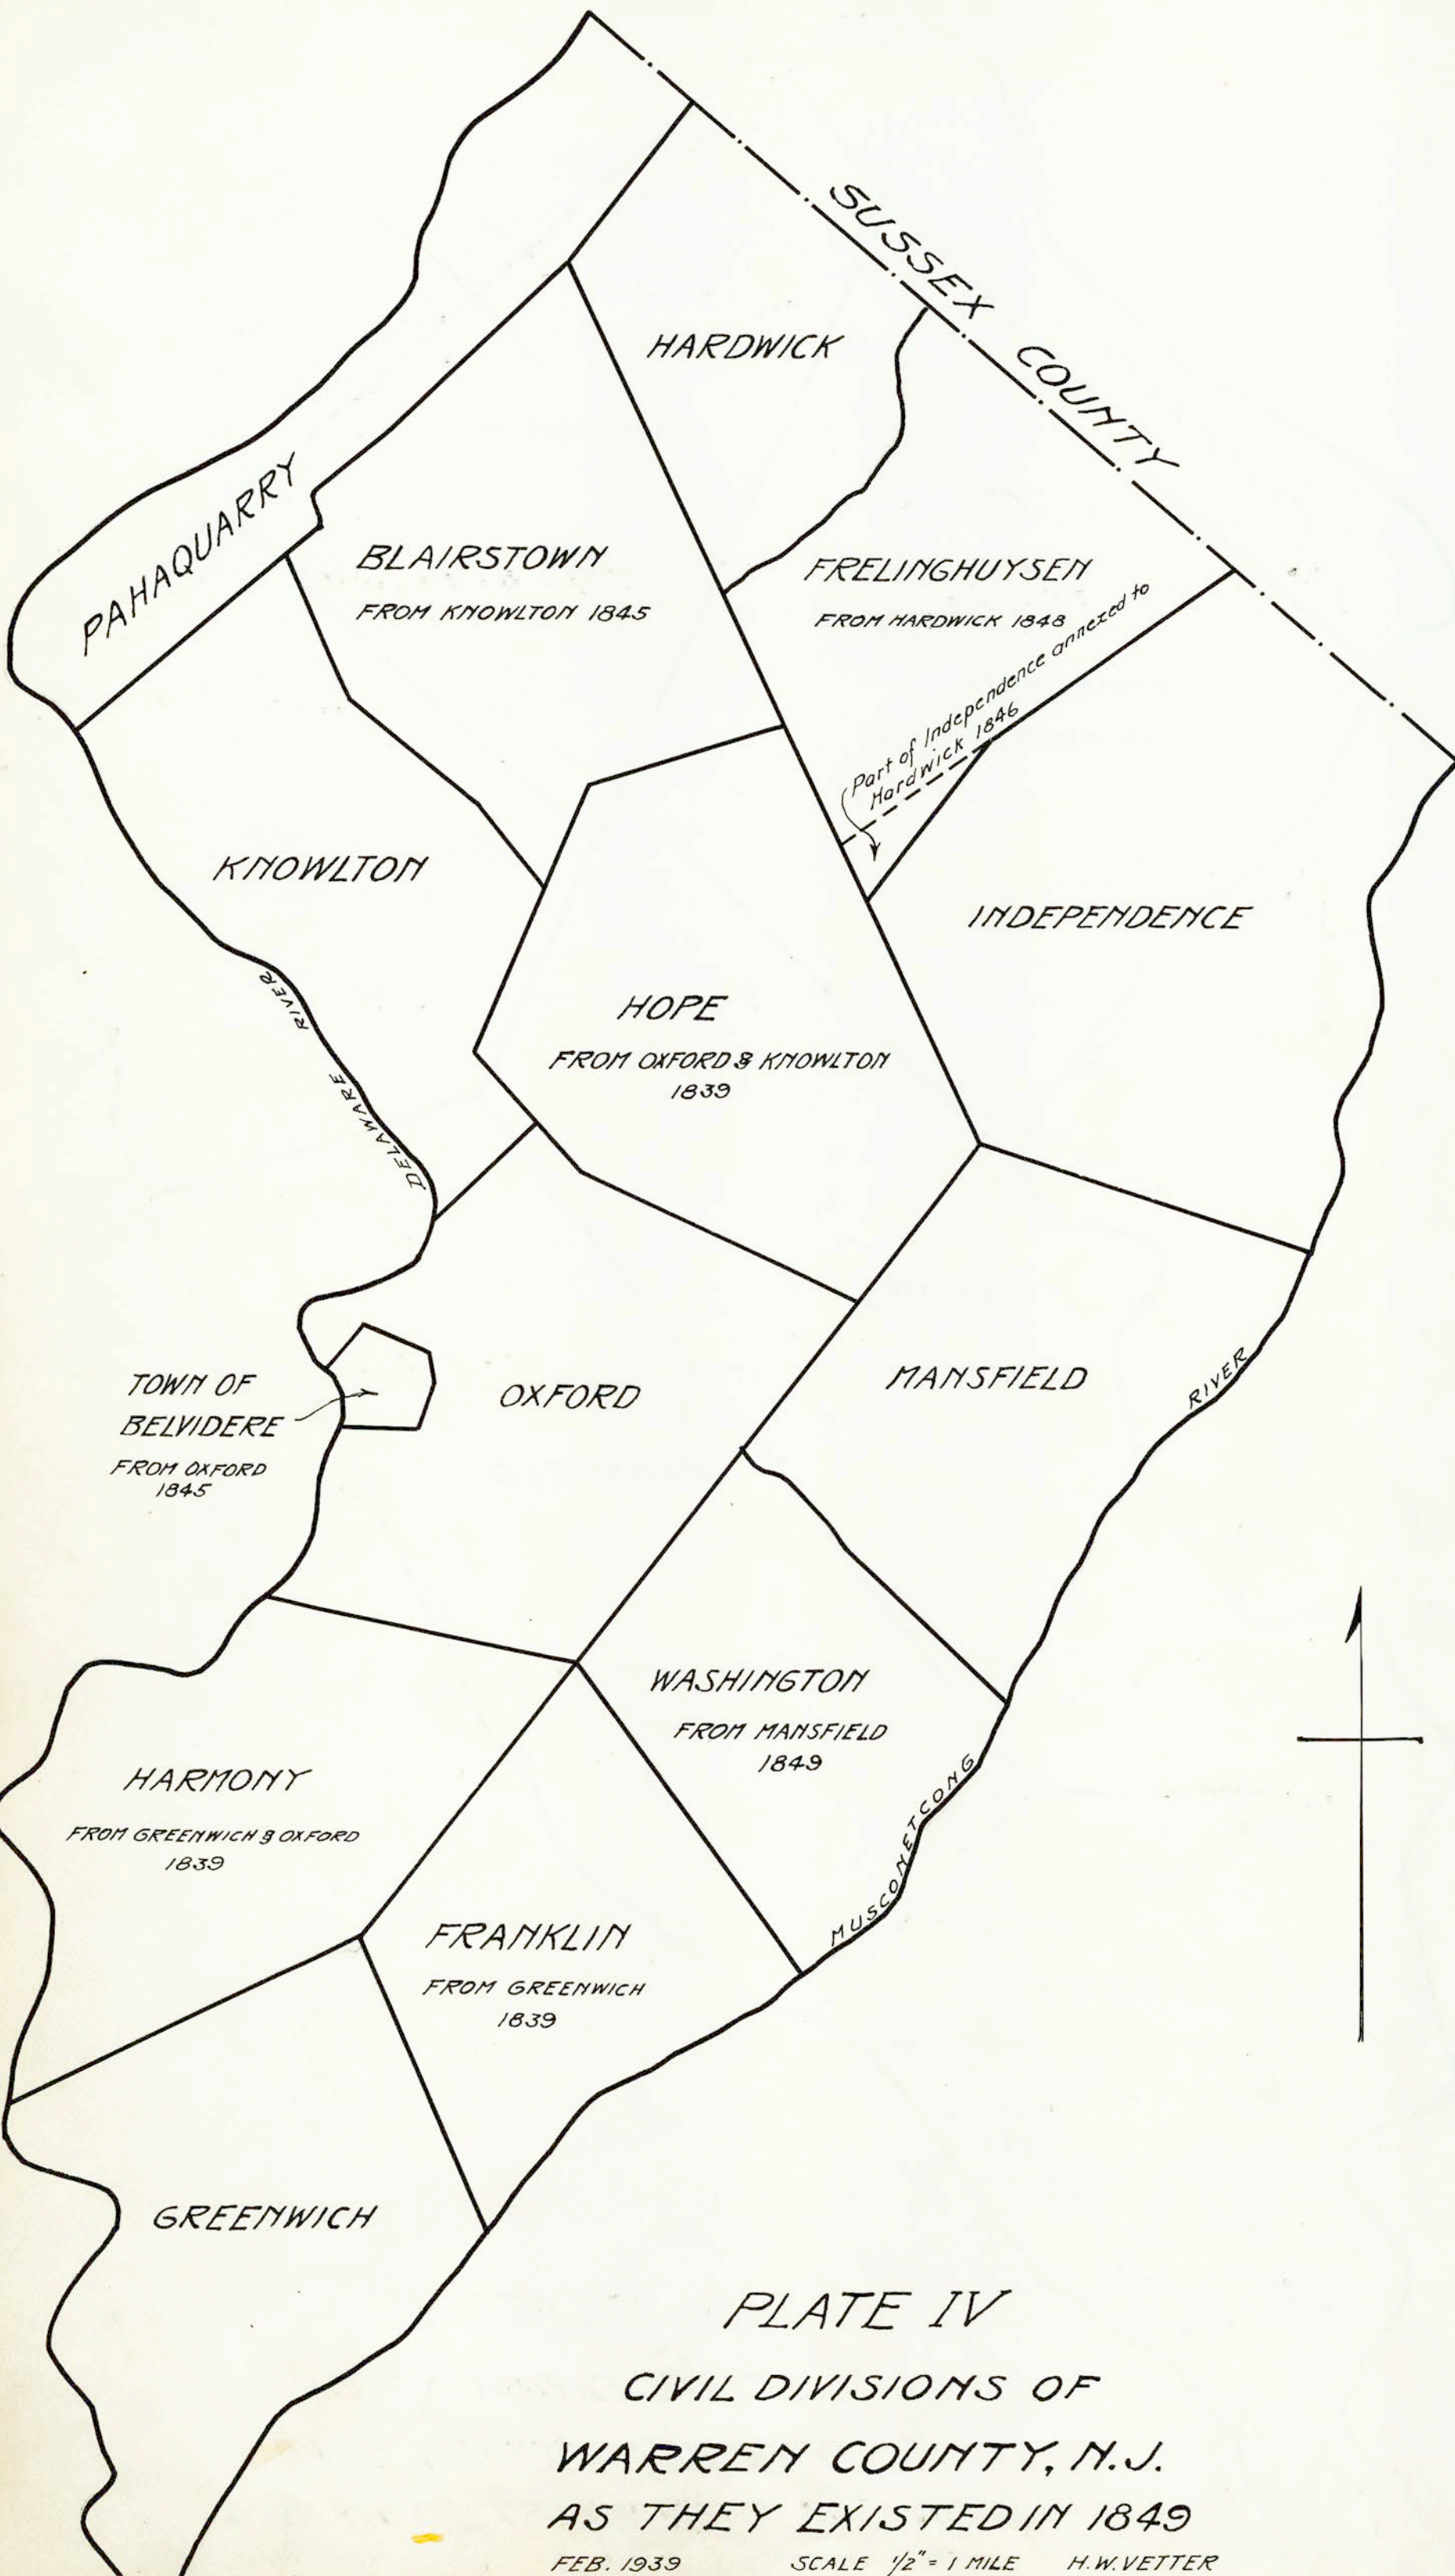 SUSSEX COUNTY
HARDWICK
PAHAQUARRY
BLAIRSTOWN
FROM KNOWLTON 1845
FRELINGHUYSEN
FROM HARDWICK 1848
Part of Independence annexed to
Hardwick 1846
KNOWLTON
INDEPENDENCE
DELAWARE RIVER
HOPE
FROM OXFORD & KNOWLTON
1839
TOWN OF
BELVIDERE
FROM OXFORD
1845
OXFORD
MANSFIELD
MUSCONETCONG RIVER
WASHINGTON
FROM MANSFIELD
1849
HARMONY
FROM GREENWICH & OXFORD
1839
FRANKLIN
FROM GREENWICH
1839
GREENWICH
PLATE IV
CIVIL DIVISIONS OF
WARREN COUNTY, N.J.
AS THEY EXISTED IN 1849
FEB. 1939 SCALE 1/2" = 1 MILE H.W. VETTER